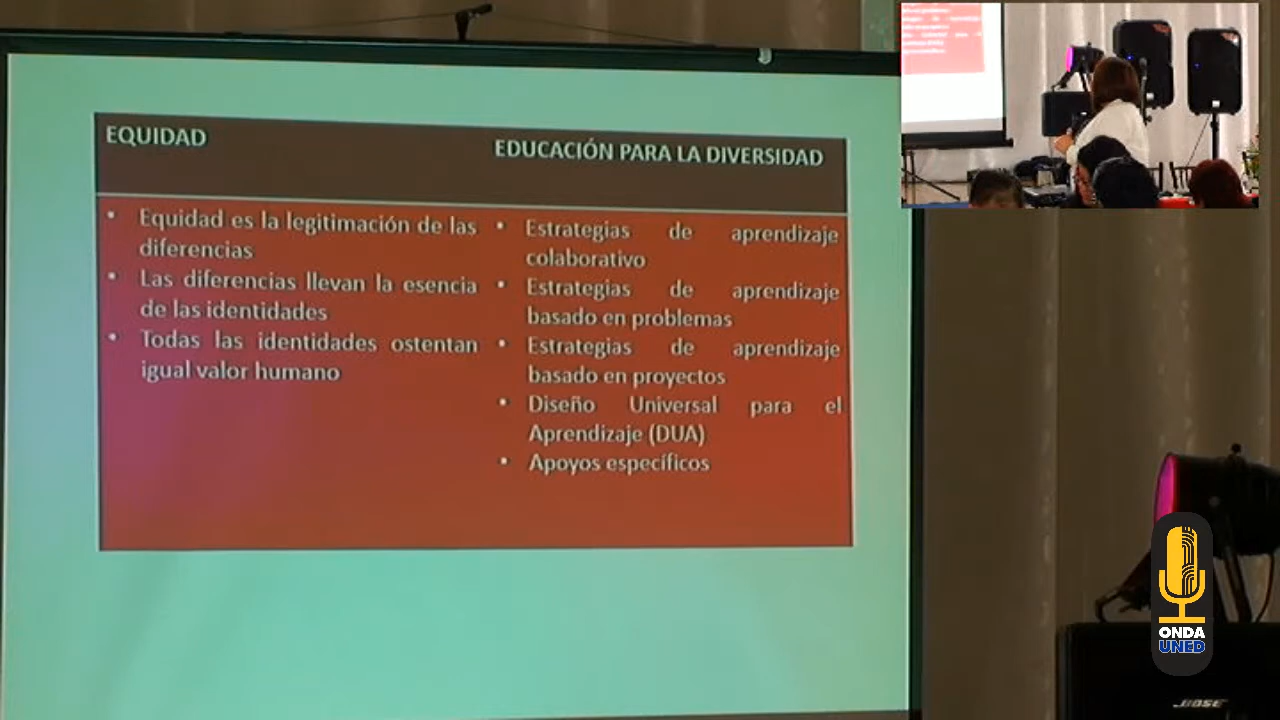 EQUIDAD
EDUCACIÓN PARA LA DIVERSIDAD
• Equidad es la legitimación de las
diferencias
• Las diferencias llevan la esencia
de las identidades
• Todas las identidades ostentan
igual valor humano
• Estrategias de aprendizaje
colaborativo
• Estrategias de aprendizaje
basado en problemas
• Estrategias de aprendizaje
basado en proyectos
• Diseño Universal para el
Aprendizaje (DUA)
• Apoyos específicos
ONDA
UNED
BOSE